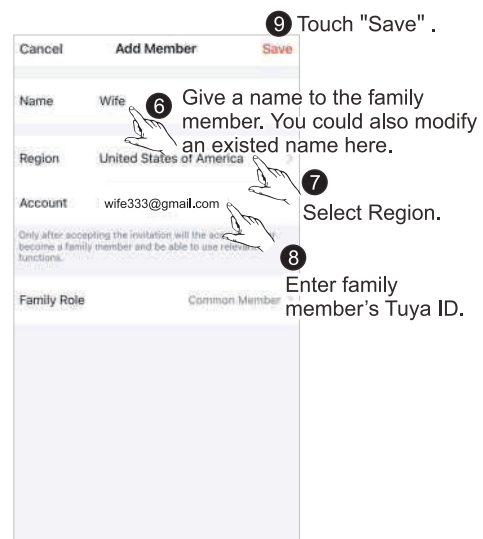 9 Touch "Save" .
Cancel Add Member Save
Name Wife
6 Give a name to the family
member. You could also modify
an existed name here.
Region United States of America
7
Select Region.
Account wife333@gmail.com
Only after accepting the invitation will the
become a family member and be able to use
functions.
8
Enter family
member's Tuya ID.
Family Role Common Member